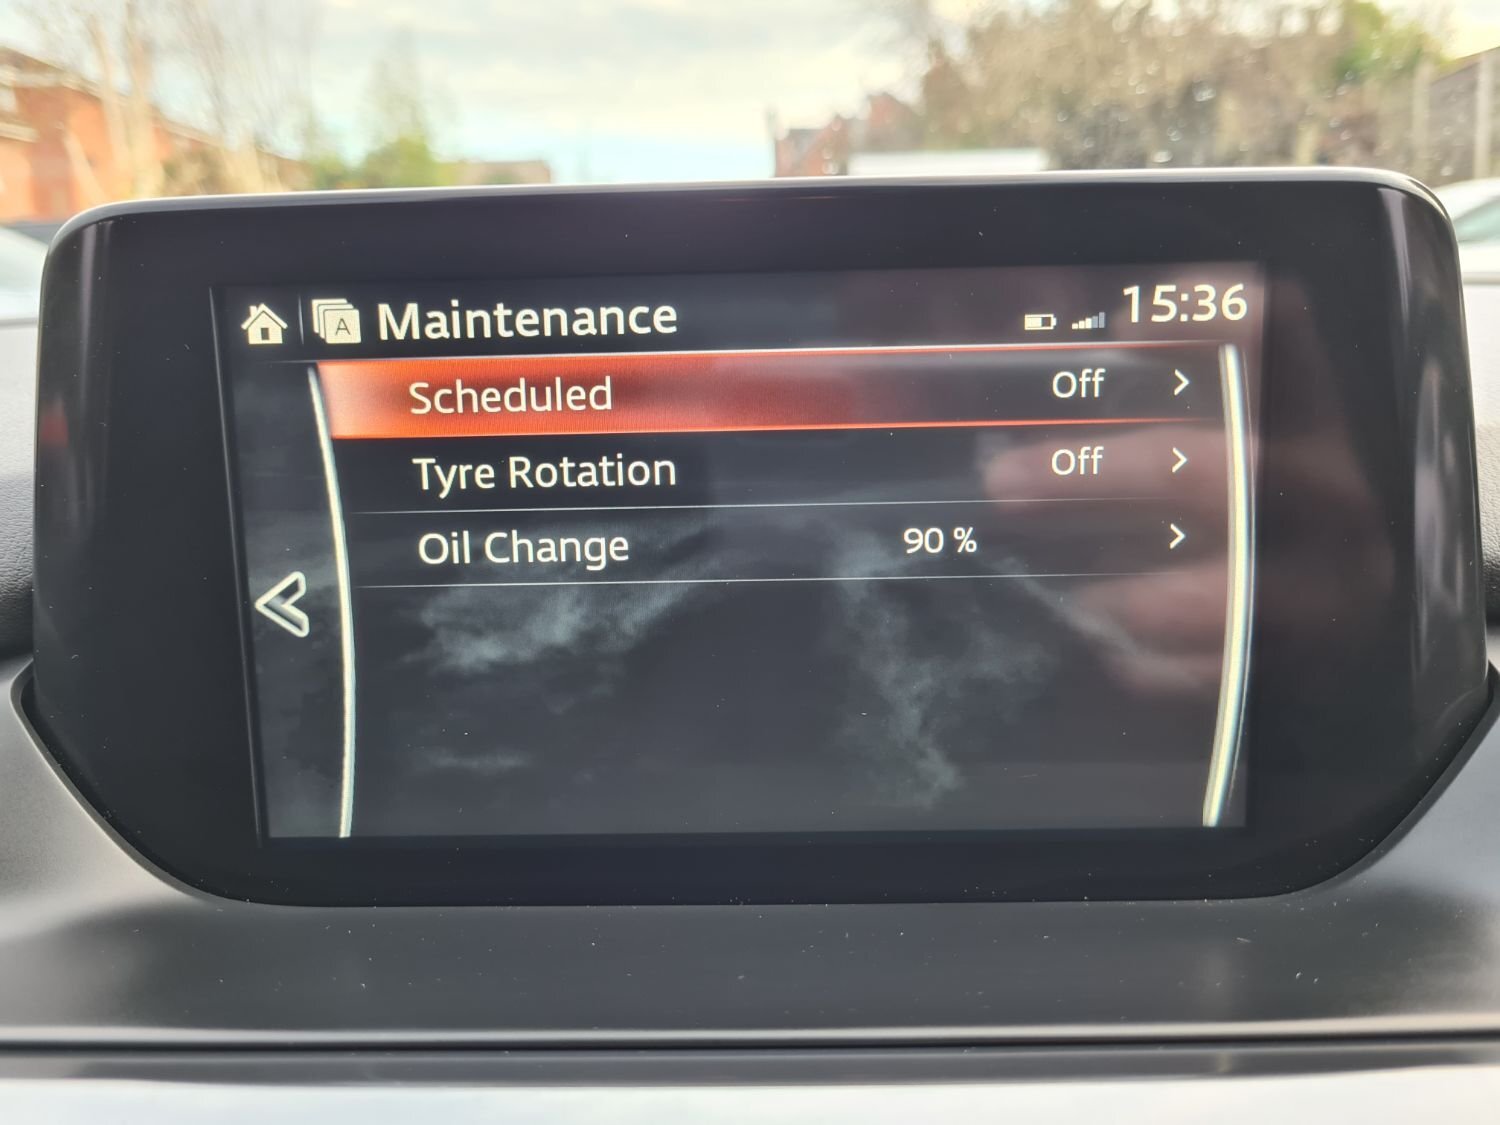 A Maintenance 15:36
Scheduled Off >
Tyre Rotation Off >
Oil Change 90 % >